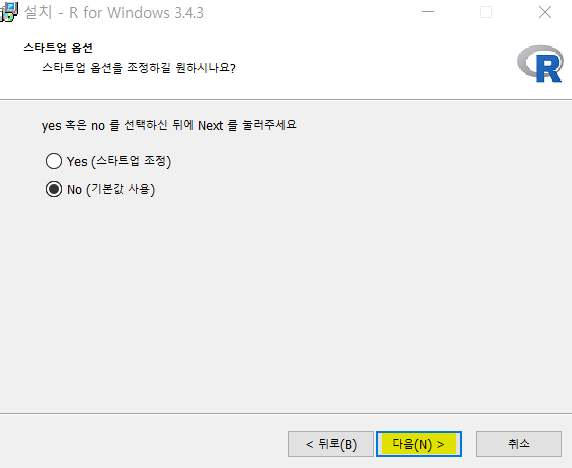 설치 - R for Windows 3.4.3
스타트업 옵션
스타트업 옵션을 조정하길 원하시나요?
R
yes 혹은 no 를 선택하신 뒤에 Next 를 눌러주세요
Yes (스타트업 조정)
No (기본값 사용)
< 뒤로(B)
다음(N) >
취소